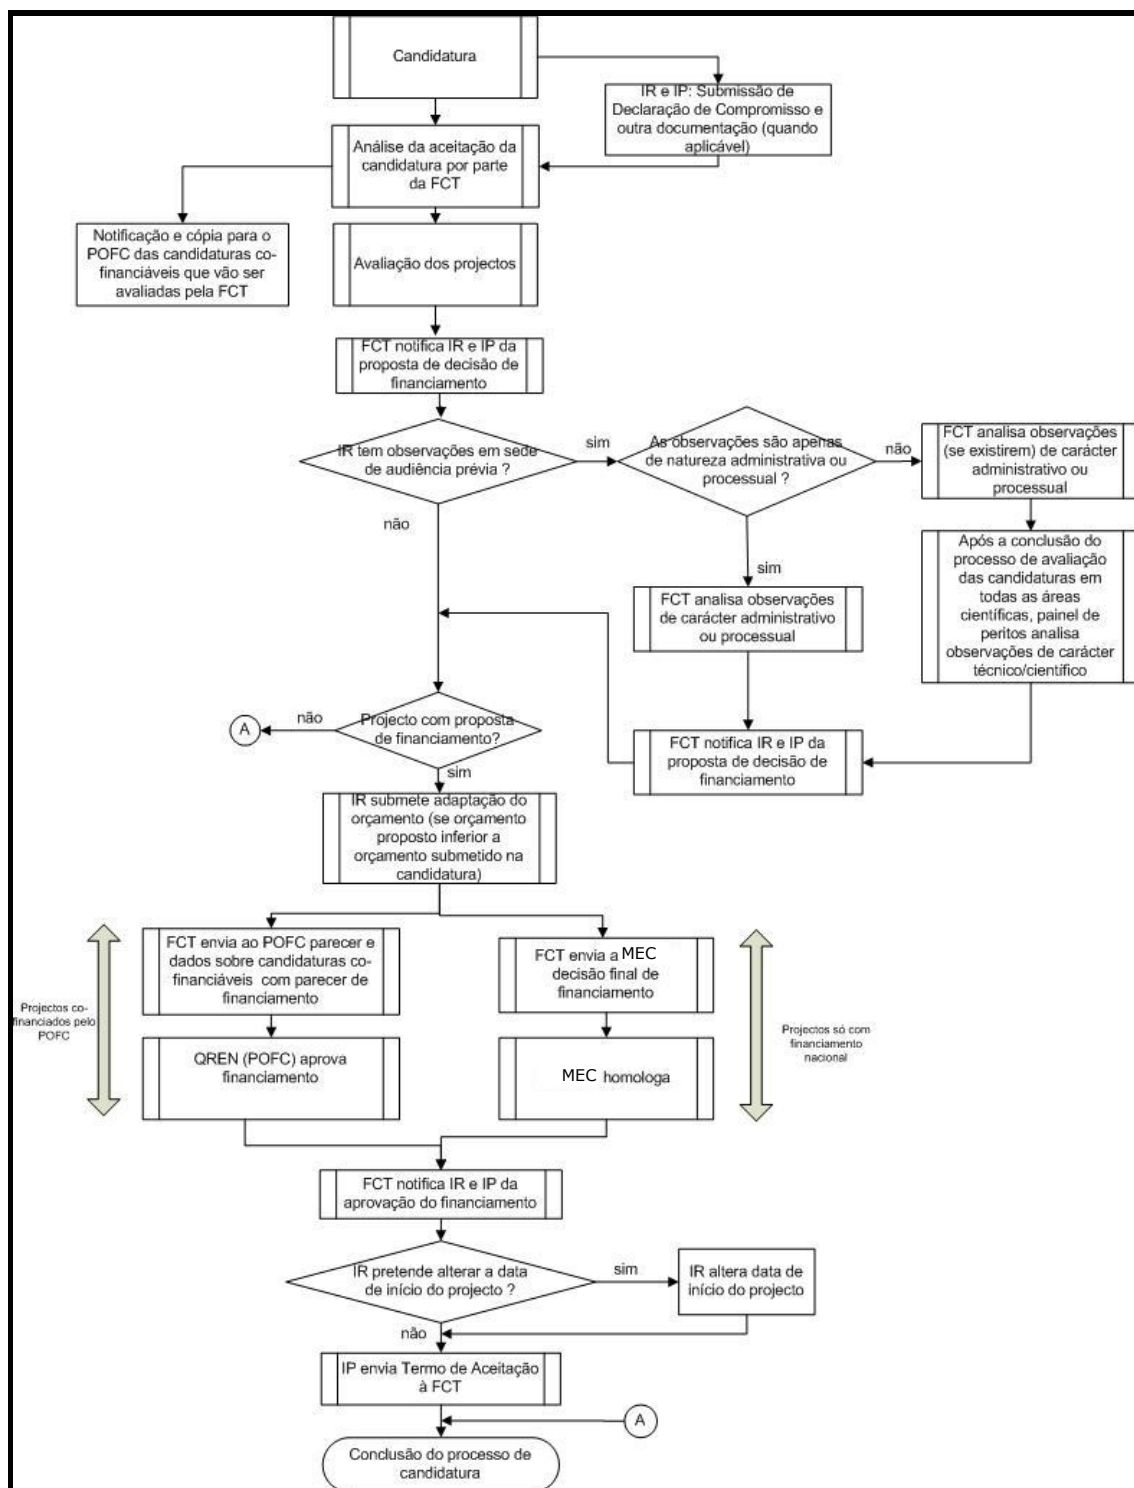 Candidatura
IR e IP: Submissão de
Declaração de Compromisso e
outra documentação (quando
aplicável)
Análise da aceitação da
candidatura por parte
da FCT
Notificação e cópia para o
POFC das candidaturas co-
financiáveis que vão ser
avaliadas pela FCT
Avaliação dos projectos
FCT notifica IR e IP da
proposta de decisão de
financiamento
IR tem observações em sede
de audiência prévia ?
sim
As observações são apenas
de natureza administrativa ou
processual ?
não
FCT analisa observações
(se existirem) de carácter
administrativo ou
processual
não
sim
Após a conclusão do
processo de avaliação
das candidaturas em
todas as áreas
científicas, painel de
peritos analisa
observações de carácter
técnico/científico
FCT analisa observações
de carácter administrativo
ou processual
A
não
Projecto com proposta
de financiamento?
FCT notifica IR e IP da
proposta de decisão de
financiamento
sim
IR submete adaptação do
orçamento (se orçamento
proposto inferior a
orçamento submetido na
candidatura)
FCT envia ao POFC parecer e
dados sobre candidaturas co-
financiáveis com parecer de
financiamento
FCT envia a MEC
decisão final de
financiamento
Projectos co-
financiados pelo
POFC
Projectos só com
financiamento
nacional
QREN (POFC) aprova
financiamento
MEC homologa
FCT notifica IR e IP da
aprovação do financiamento
IR pretende alterar a data
de início do projecto ?
sim
IR altera data de
início do projecto
não
IP envia Termo de Aceitação
à FCT
A
Conclusão do processo de
candidatura